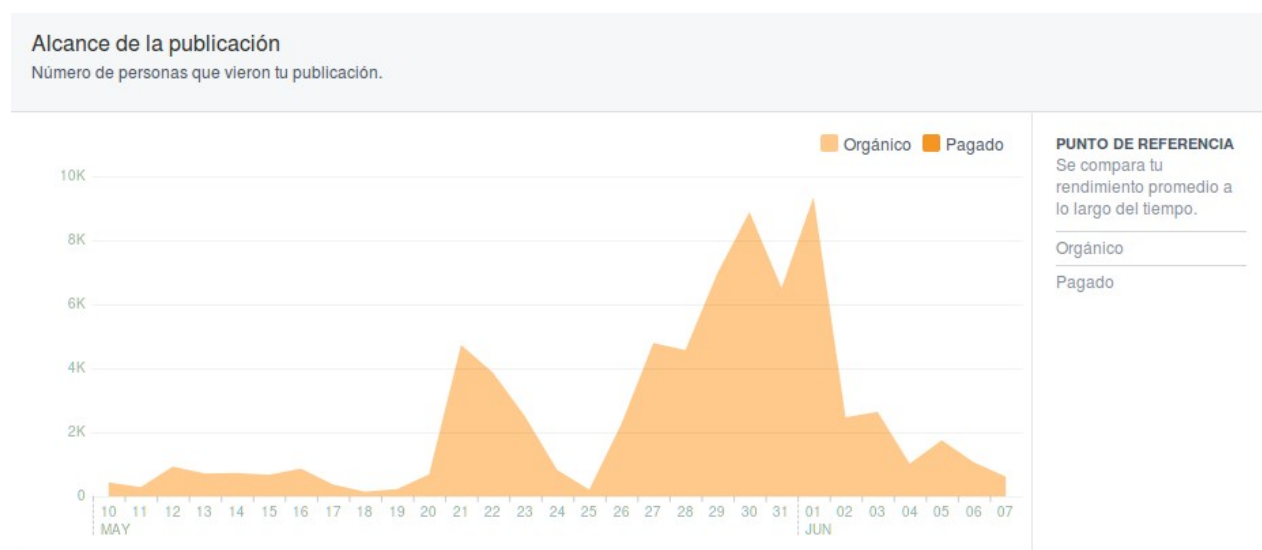 Alcance de la publicación
Número de personas que vieron tu publicación.
Orgánico Pagado
10K
8K
6K
4K
2K
0
10 11 12 13 14 15 16 17 18 19 20 21 22 23 24 25 26 27 28 29 30 31 01 02 03 04 05 06 07
MAY JUN
PUNTO DE REFERENCIA
Se compara tu
rendimiento promedio a
lo largo del tiempo.
Orgánico
Pagado